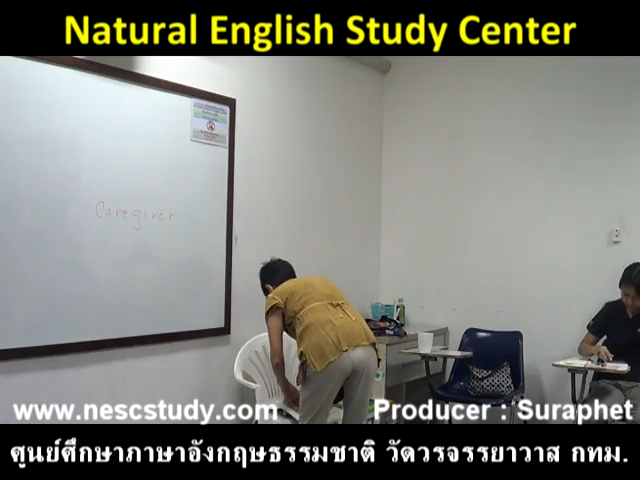 Natural English Study Center
Caregiver
www.nescstudy.com Producer : Suraphet
ศูนย์ศึกษาภาษาอังกฤษธรรมชาติ วัดวรจรรยาวาส กทม.